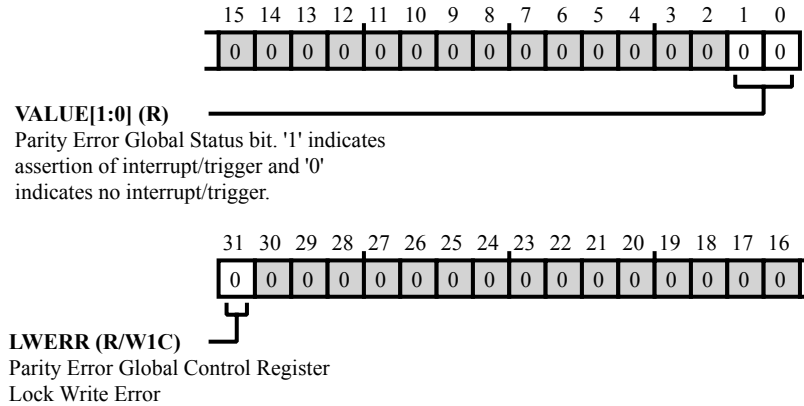 15 14 13 12 11 10 9 8 7 6 5 4 3 2 1 0
0 0 0 0 0 0 0 0 0 0 0 0 0 0 0 0
VALUE[1:0] (R)
Parity Error Global Status bit. '1' indicates
assertion of interrupt/trigger and '0'
indicates no interrupt/trigger.
31 30 29 28 27 26 25 24 23 22 21 20 19 18 17 16
0 0 0 0 0 0 0 0 0 0 0 0 0 0 0 0
LWERR (R/W1C)
Parity Error Global Control Register
Lock Write Error